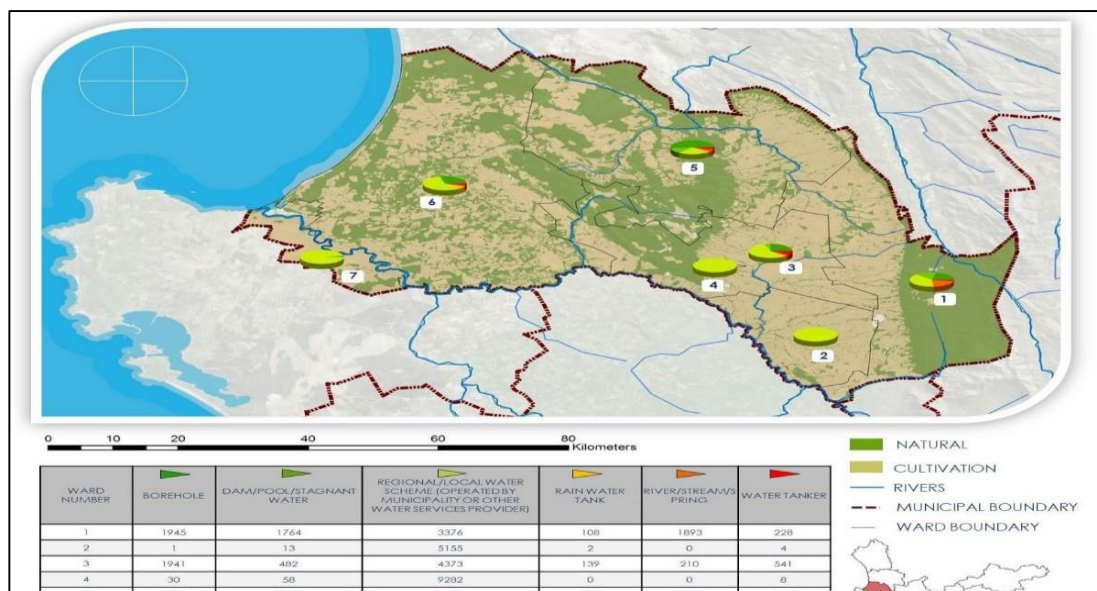 5
6
3
7
4
1
2
0 10 20 40 60 80
Kilometers
WARD NUMBER BOREHOLE DAM/POOL/STAGNANT WATER REGIONAL/LOCAL WATER SCHEME (OPERATED BY MUNICIPALITY OR OTHER WATER SERVICES PROVIDER) RAIN WATER TANK RIVER/STREAM/SPRING WATER TANKER
1 1945 1764 3376 108 1893 228
2 1 13 5155 2 0 4
3 1941 482 4373 139 210 541
4 30 58 9282 0 0 8
NATURAL
CULTIVATION
RIVERS
MUNICIPAL BOUNDARY
WARD BOUNDARY